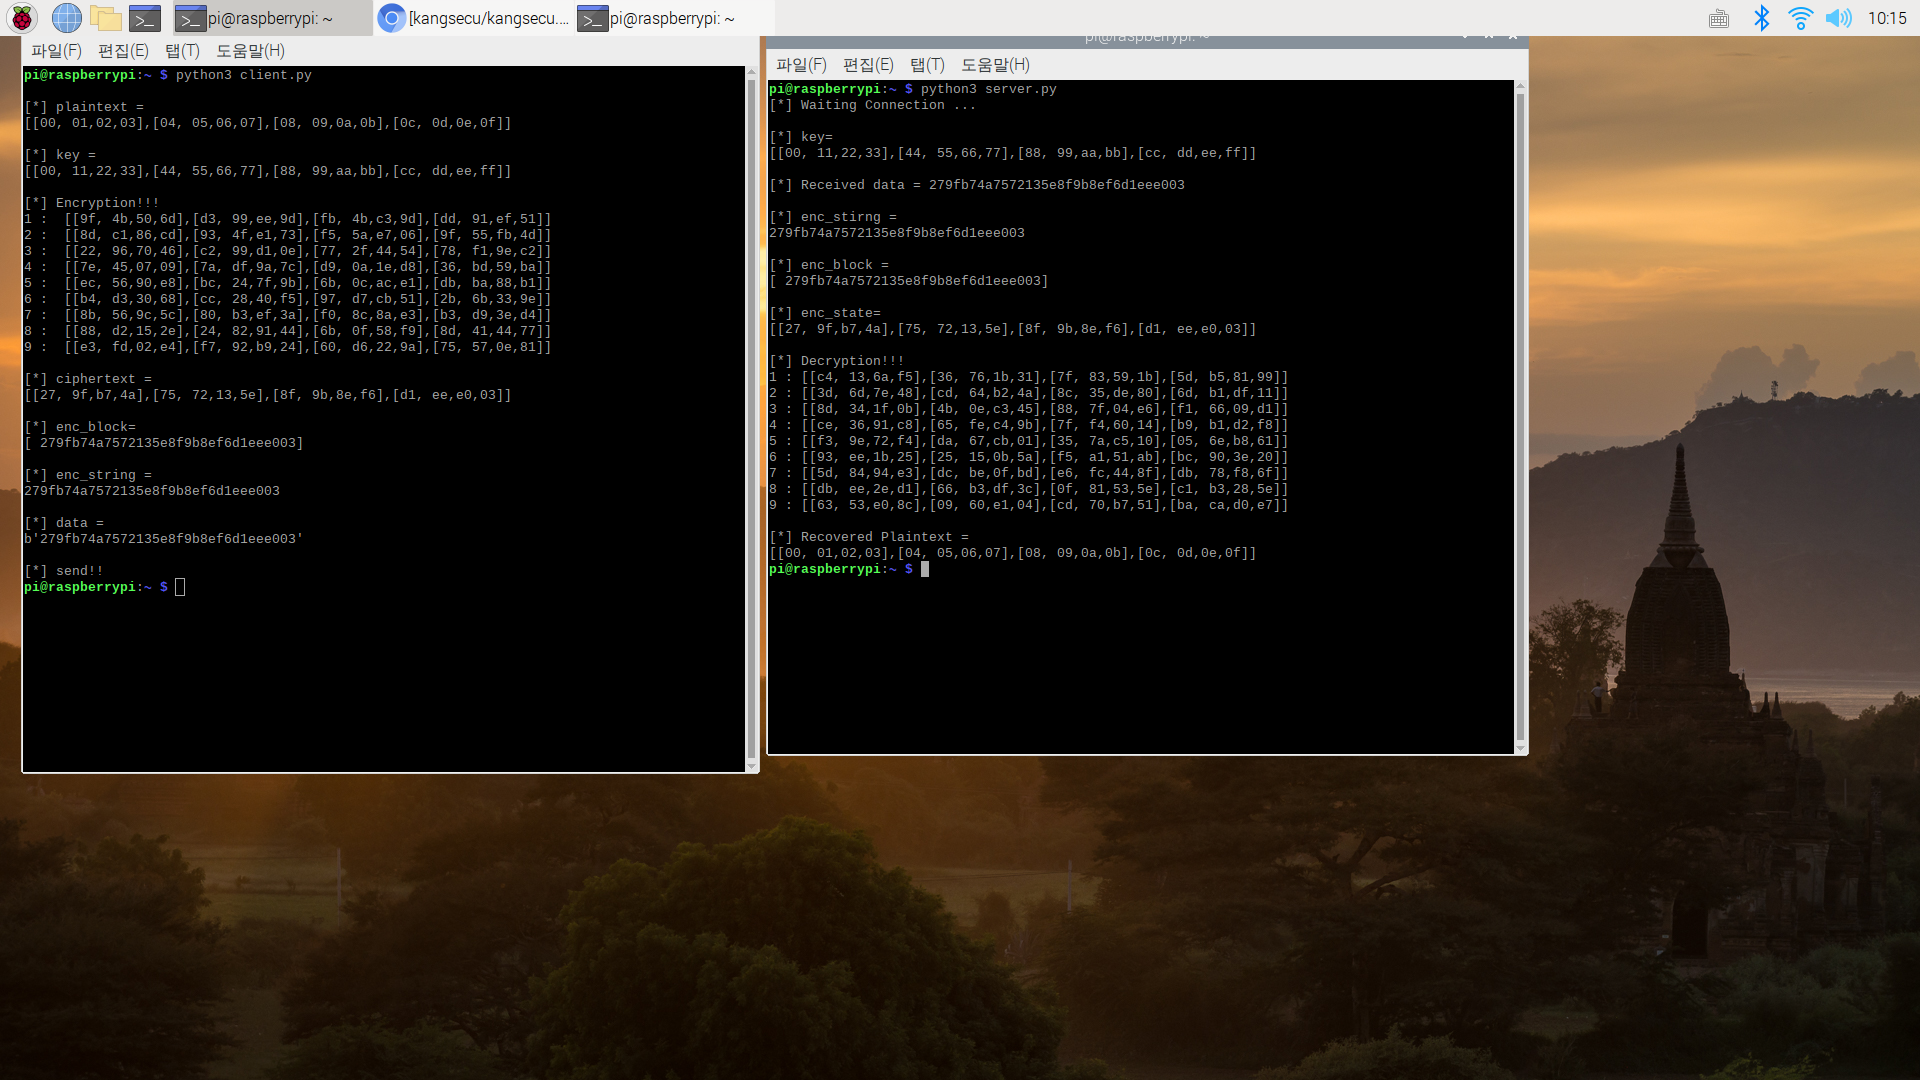 pi@raspberrypi: ~
[kangsecu/kangsecu....
pi@raspberrypi: ~
10:15
파일(F) 편집(E) 탭(T) 도움말(H)
pi@raspberrypi:~ $ python3 client.py
[*] plaintext =
[[00, 01,02,03],[04, 05,06,07],[08, 09,0a,0b],[0c, 0d,0e,0f]]
[*] key =
[[00, 11,22,33],[44, 55,66,77],[88, 99,aa,bb],[cc, dd,ee,ff]]
[*] Encryption!!!
1 :  [[9f, 4b,50,6d],[d3, 99,ee,9d],[fb, 4b,c3,9d],[dd, 91,ef,51]]
2 :  [[8d, c1,86,cd],[93, 4f,e1,73],[f5, 5a,e7,06],[9f, 55,fb,4d]]
3 :  [[22, 96,70,46],[c2, 99,d1,0e],[77, 2f,44,54],[78, f1,9e,c2]]
4 :  [[7e, 45,07,09],[7a, df,9a,7c],[d9, 0a,1e,d8],[36, bd,59,ba]]
5 :  [[ec, 56,90,e8],[bc, 24,7f,9b],[6b, 0c,ac,e1],[db, ba,88,b1]]
6 :  [[b4, d3,30,68],[cc, 28,40,f5],[97, d7,cb,51],[2b, 6b,33,9e]]
7 :  [[8b, 56,9c,5c],[80, b3,ef,3a],[f0, 8c,8a,e3],[b3, d9,3e,d4]]
8 :  [[88, d2,15,2e],[24, 82,91,44],[6b, 0f,58,f9],[8d, 41,44,77]]
9 :  [[e3, fd,02,e4],[f7, 92,b9,24],[60, d6,22,9a],[75, 57,0e,81]]
[*] ciphertext =
[[27, 9f,b7,4a],[75, 72,13,5e],[8f, 9b,8e,f6],[d1, ee,e0,03]]
[*] enc_block=
[ 279fb74a7572135e8f9b8ef6d1eee003]
[*] enc_string =
279fb74a7572135e8f9b8ef6d1eee003
[*] data =
b'279fb74a7572135e8f9b8ef6d1eee003'
[*] send!!
pi@raspberrypi:~ $
pi@raspberrypi: ~
파일(F) 편집(E) 탭(T) 도움말(H)
pi@raspberrypi:~ $ python3 server.py
[*] Waiting Connection ...
[*] key=
[[00, 11,22,33],[44, 55,66,77],[88, 99,aa,bb],[cc, dd,ee,ff]]
[*] Received data = 279fb74a7572135e8f9b8ef6d1eee003
[*] enc_stirng =
279fb74a7572135e8f9b8ef6d1eee003
[*] enc_block =
[ 279fb74a7572135e8f9b8ef6d1eee003]
[*] enc_state=
[[27, 9f,b7,4a],[75, 72,13,5e],[8f, 9b,8e,f6],[d1, ee,e0,03]]
[*] Decryption!!!
1 : [[c4, 13,6a,f5],[36, 76,1b,31],[7f, 83,59,1b],[5d, b5,81,99]]
2 : [[3d, 6d,7e,48],[cd, 64,b2,4a],[8c, 35,de,80],[6d, b1,df,11]]
3 : [[8d, 34,1f,0b],[4b, 0e,c3,45],[88, 7f,04,e6],[f1, 66,09,d1]]
4 : [[ce, 36,91,c8],[65, fe,c4,9b],[7f, f4,60,14],[b9, b1,d2,f8]]
5 : [[f3, 9e,72,f4],[da, 67,cb,01],[35, 7a,c5,10],[05, 6e,b8,61]]
6 : [[93, ee,1b,25],[25, 15,0b,5a],[f5, a1,51,ab],[bc, 90,3e,20]]
7 : [[5d, 84,94,e3],[dc, be,0f,bd],[e6, fc,44,8f],[db, 78,f8,6f]]
8 : [[db, ee,2e,d1],[66, b3,df,3c],[0f, 81,53,5e],[c1, b3,28,5e]]
9 : [[63, 53,e0,8c],[09, 60,e1,04],[cd, 70,b7,51],[ba, ca,d0,e7]]
[*] Recovered Plaintext =
[[00, 01,02,03],[04, 05,06,07],[08, 09,0a,0b],[0c, 0d,0e,0f]]
pi@raspberrypi:~ $